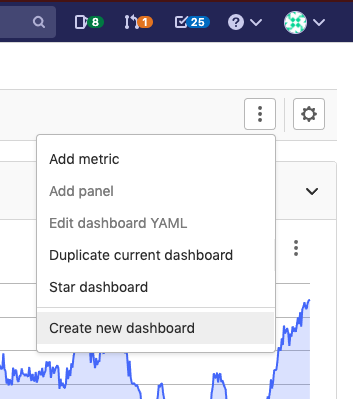 8 1 25
Add metric
Add panel
Edit dashboard YAML
Duplicate current dashboard
Star dashboard
Create new dashboard